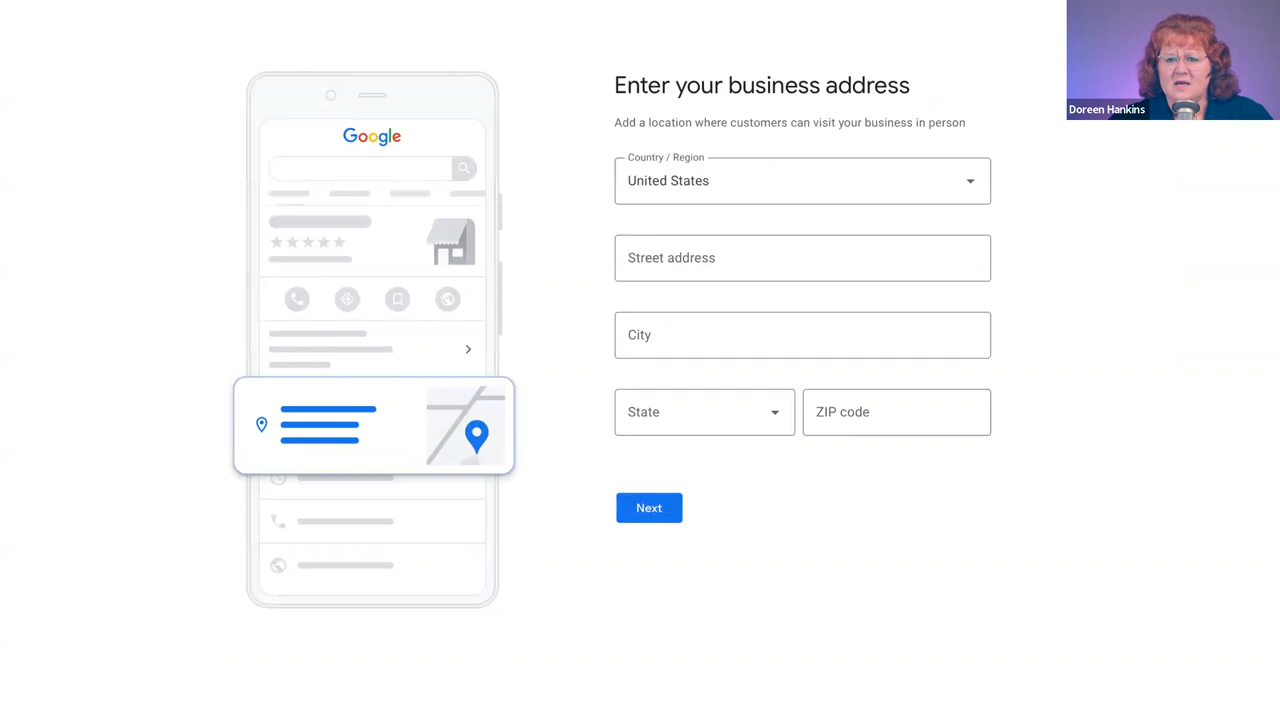 Google
Enter your business address
Add a location where customers can visit your business in person
Country / Region
United States
Street address
City
State
ZIP code
Next
Doreen Hankins